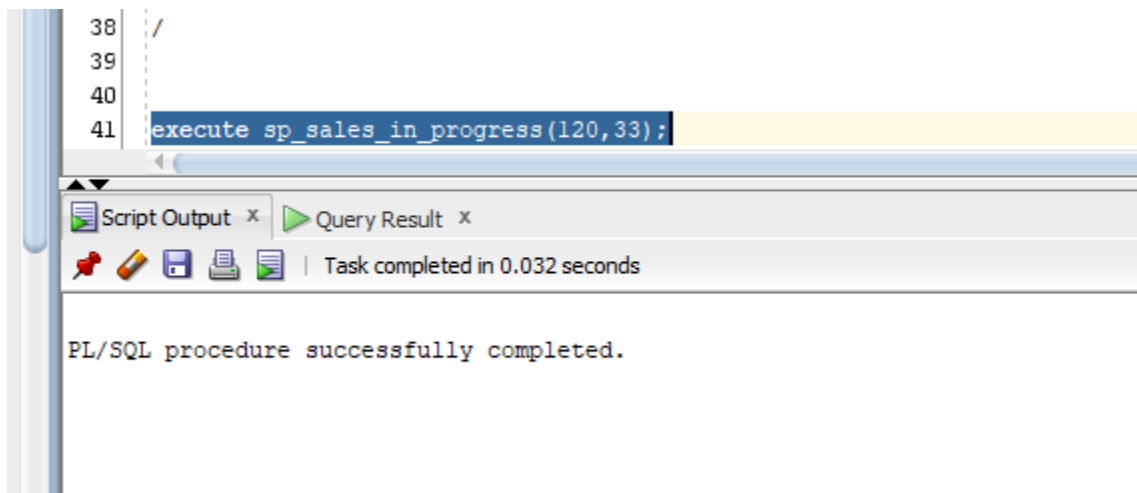 38 /
39
40
41 execute sp_sales_in_progress(120,33);
Script Output x Query Result x
Task completed in 0.032 seconds
PL/SQL procedure successfully completed.